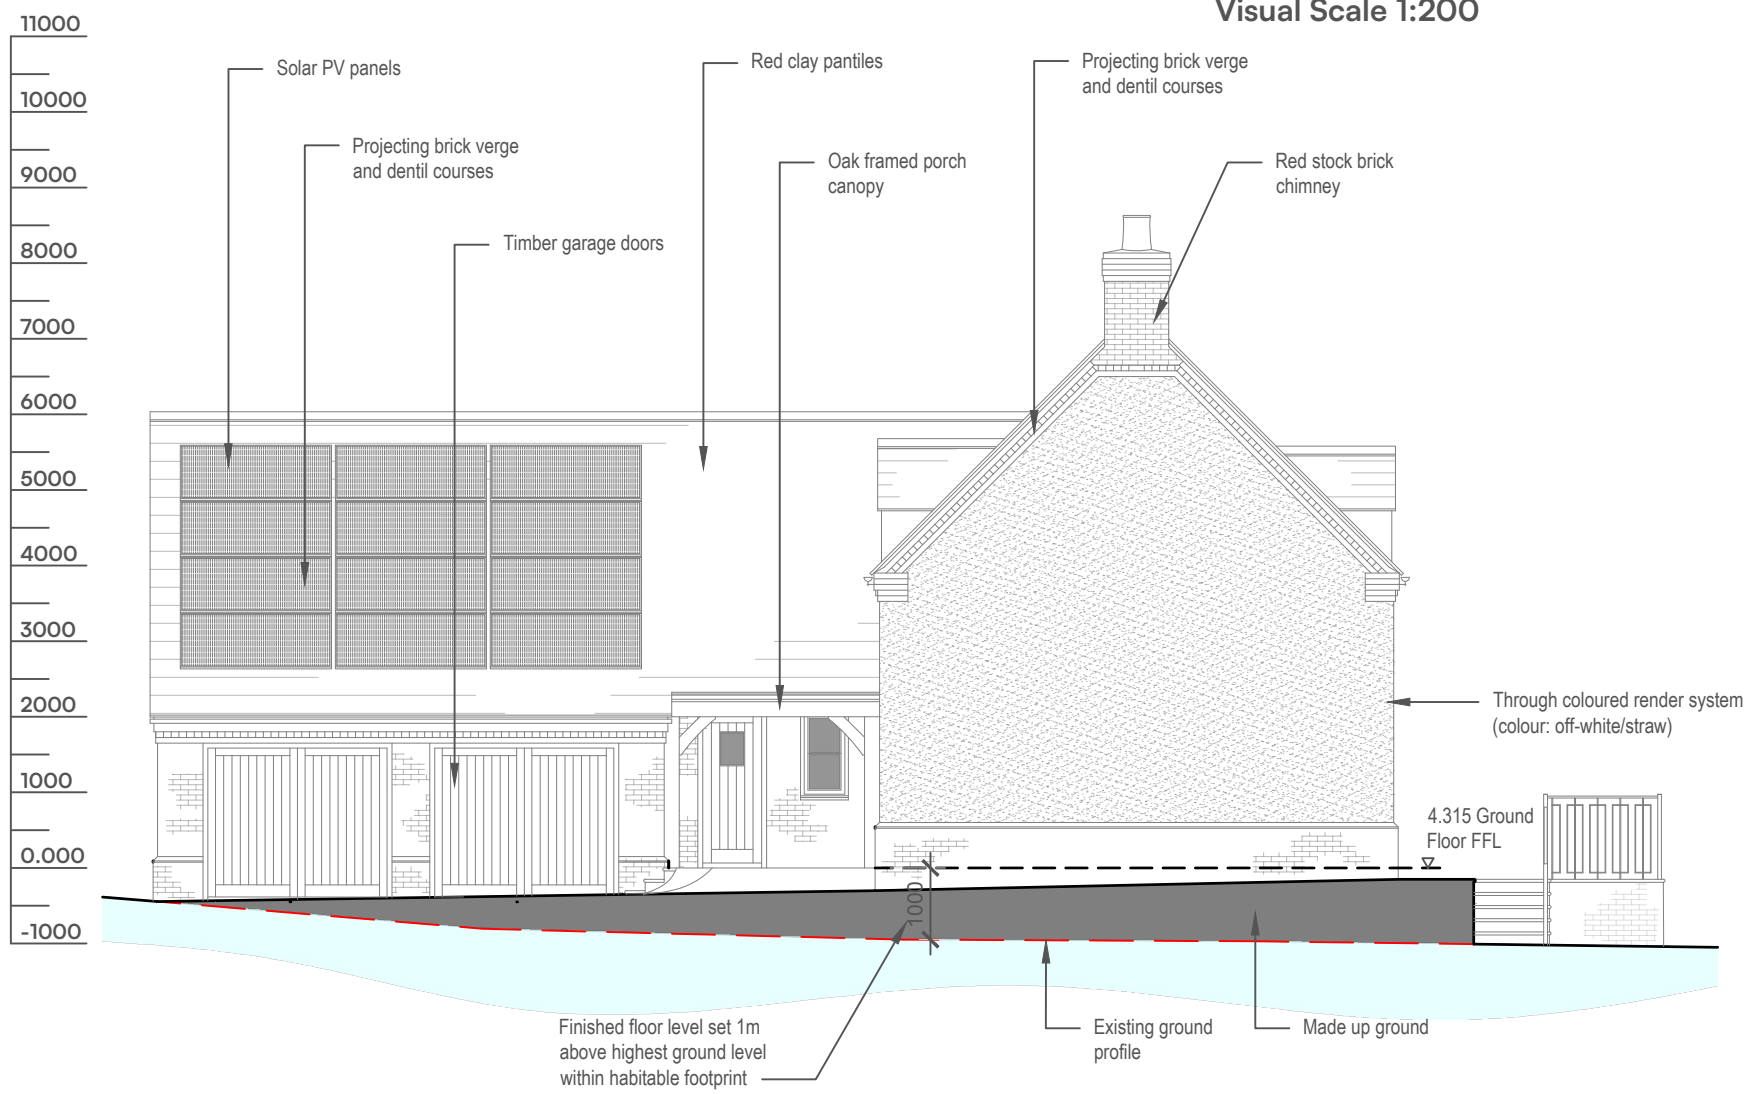 Visual Scale 1:200
11000
10000
9000
8000
7000
6000
5000
4000
3000
2000
1000
0.000
-1000
Solar PV panels
Projecting brick verge
and dentil courses
Timber garage doors
Red clay pantiles
Oak framed porch
canopy
Projecting brick verge
and dentil courses
Red stock brick
chimney
Through coloured render system
(colour: off-white/straw)
4.315 Ground
Floor FFL
1000
Finished floor level set 1m
above highest ground level
within habitable footprint
Existing ground
profile
Made up ground